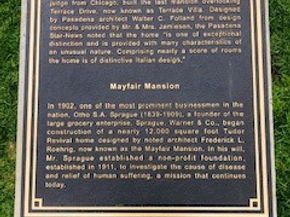 judge from Chicago, built the last mansion overlooking
Terrace Drive, now known as Terrace Villa. Designed
by Pasadena architect Walter C. Folland from design
concepts provided by Mr. & Mrs. Jamieson, the Pasadena
Star-News noted that the home "is one of exceptional
distinction and is provided with many characteristics of
an unusual nature. Comprising nearly a score of rooms
the home is of distinctive Italian design."
Mayfair Mansion
In 1902, one of the most prominent businessmen in the
nation, Otho S.A. Sprague (1839-1909), a founder of the
large grocery enterprise, Sprague, Warner & Co., began
construction of a nearly 12,000 square foot Tudor
Revival home designed by noted architect Frederick L.
Roehrig, now known as the Mayfair Mansion. In his will,
Mr. Sprague established a non-profit foundation
established in 1911, to investigate the cause of disease
and relief of human suffering, a mission that continues
today.